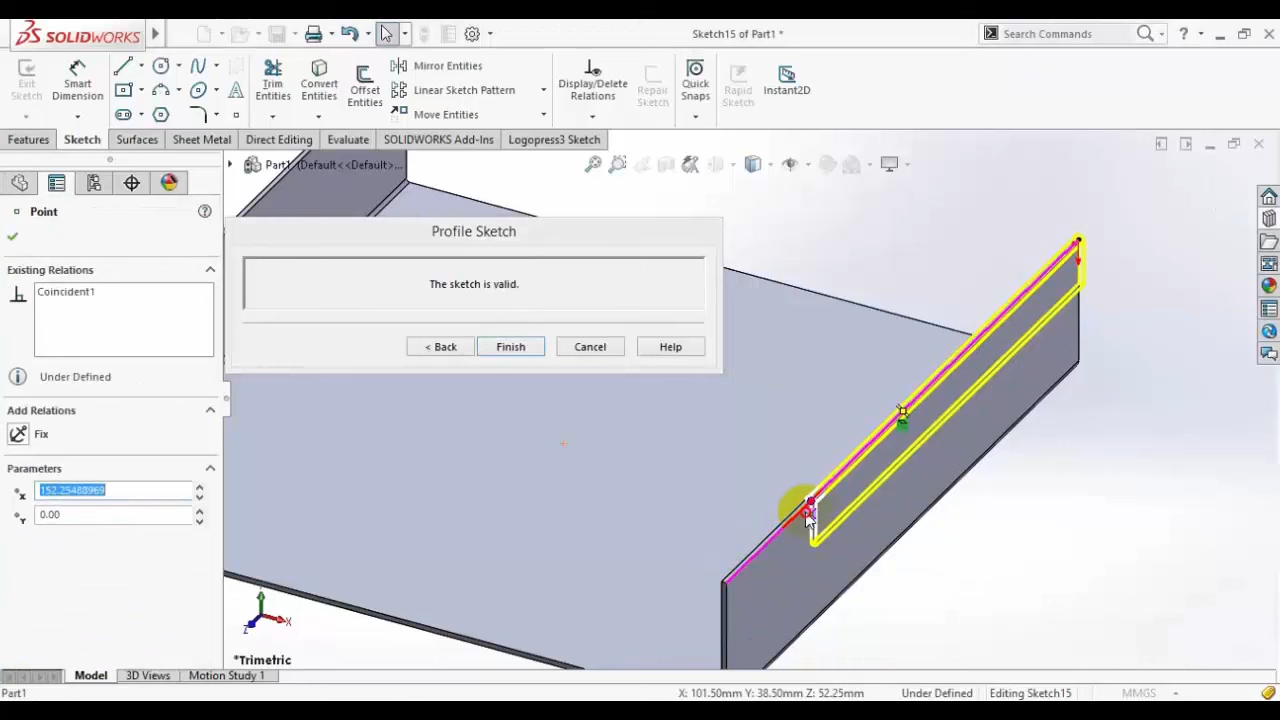 SOLIDWORKS
Sketch15 of Part1 *
Search Commands
Exit Sketch
Smart Dimension
Trim Entities
Convert Entities
Offset Entities
Mirror Entities
Linear Sketch Pattern
Move Entities
Display/Delete Relations
Repair Sketch
Quick Snaps
Rapid Sketch
Instant2D
Features
Sketch
Surfaces
Sheet Metal
Direct Editing
Evaluate
SOLIDWORKS Add-Ins
Logopress3 Sketch
Part1 (Default<<Default>...
Point
Existing Relations
Coincident1
Under Defined
Add Relations
Fix
Parameters
152.25488969
0.00
Profile Sketch
The sketch is valid.
< Back
Finish
Cancel
Help
Y
X
Z
*Trimetric
Model
3D Views
Motion Study 1
Part1
X: 101.50mm Y: 38.50mm Z: 52.25mm
Under Defined
Editing Sketch15
MMGS